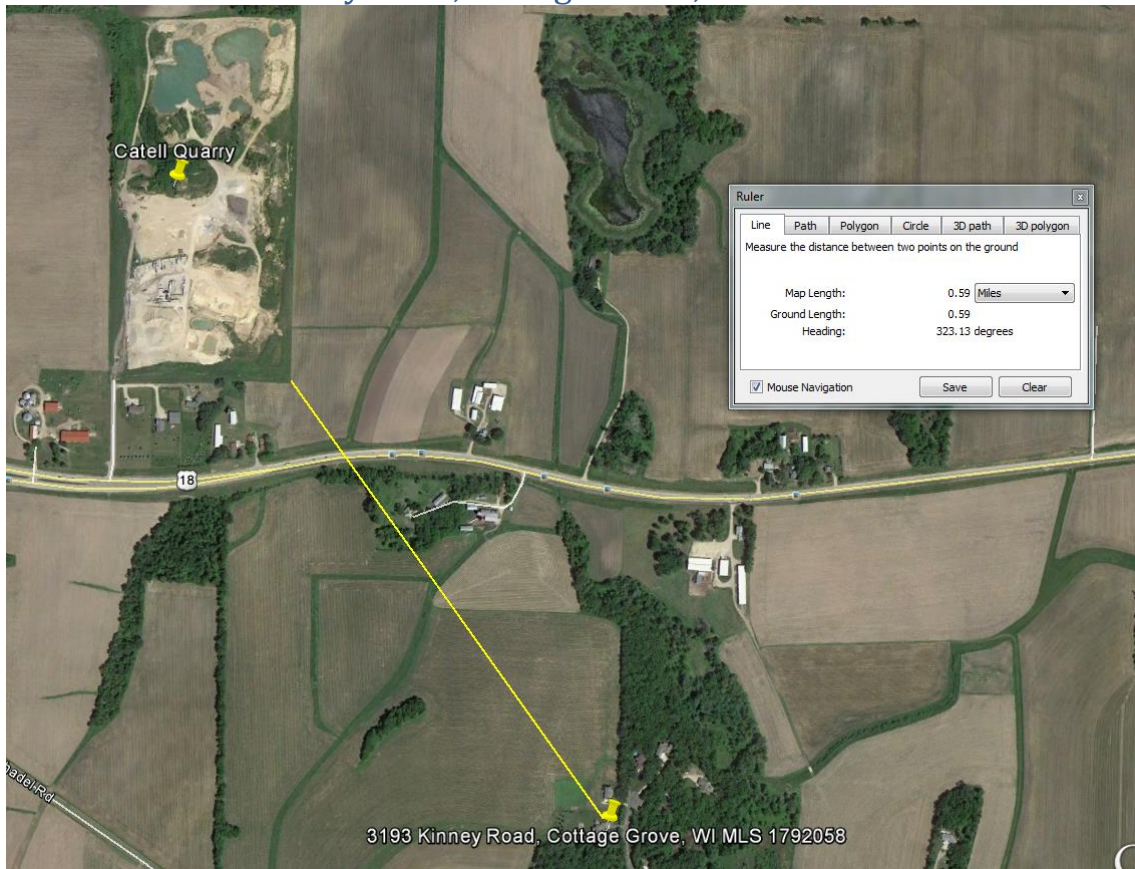 Catell Quarry
Ruler
Line Path Polygon Circle 3D path 3D polygon
Measure the distance between two points on the ground
Map Length: 0.59 Miles
Ground Length: 0.59
Heading: 323.13 degrees
Mouse Navigation Save Clear
18
hadel Rd
3193 Kinney Road, Cottage Grove, WI MLS 1792058